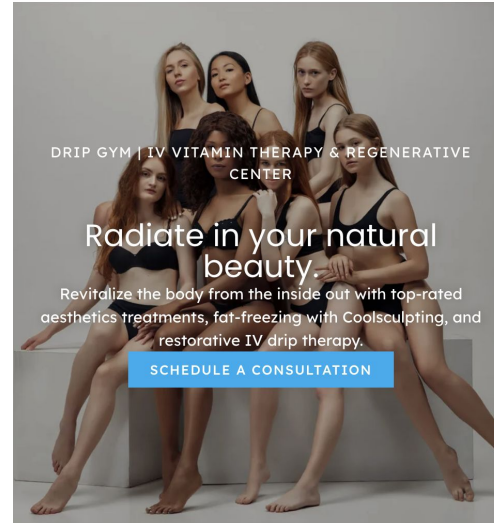 DRIP GYM | IV VITAMIN THERAPY & REGENERATIVE
CENTER
Radiate in your natural
beauty.
Revitalize the body from the inside out with top-rated
aesthetics treatments, fat-freezing with Coolsculpting, and
restorative IV drip therapy.
SCHEDULE A CONSULTATION